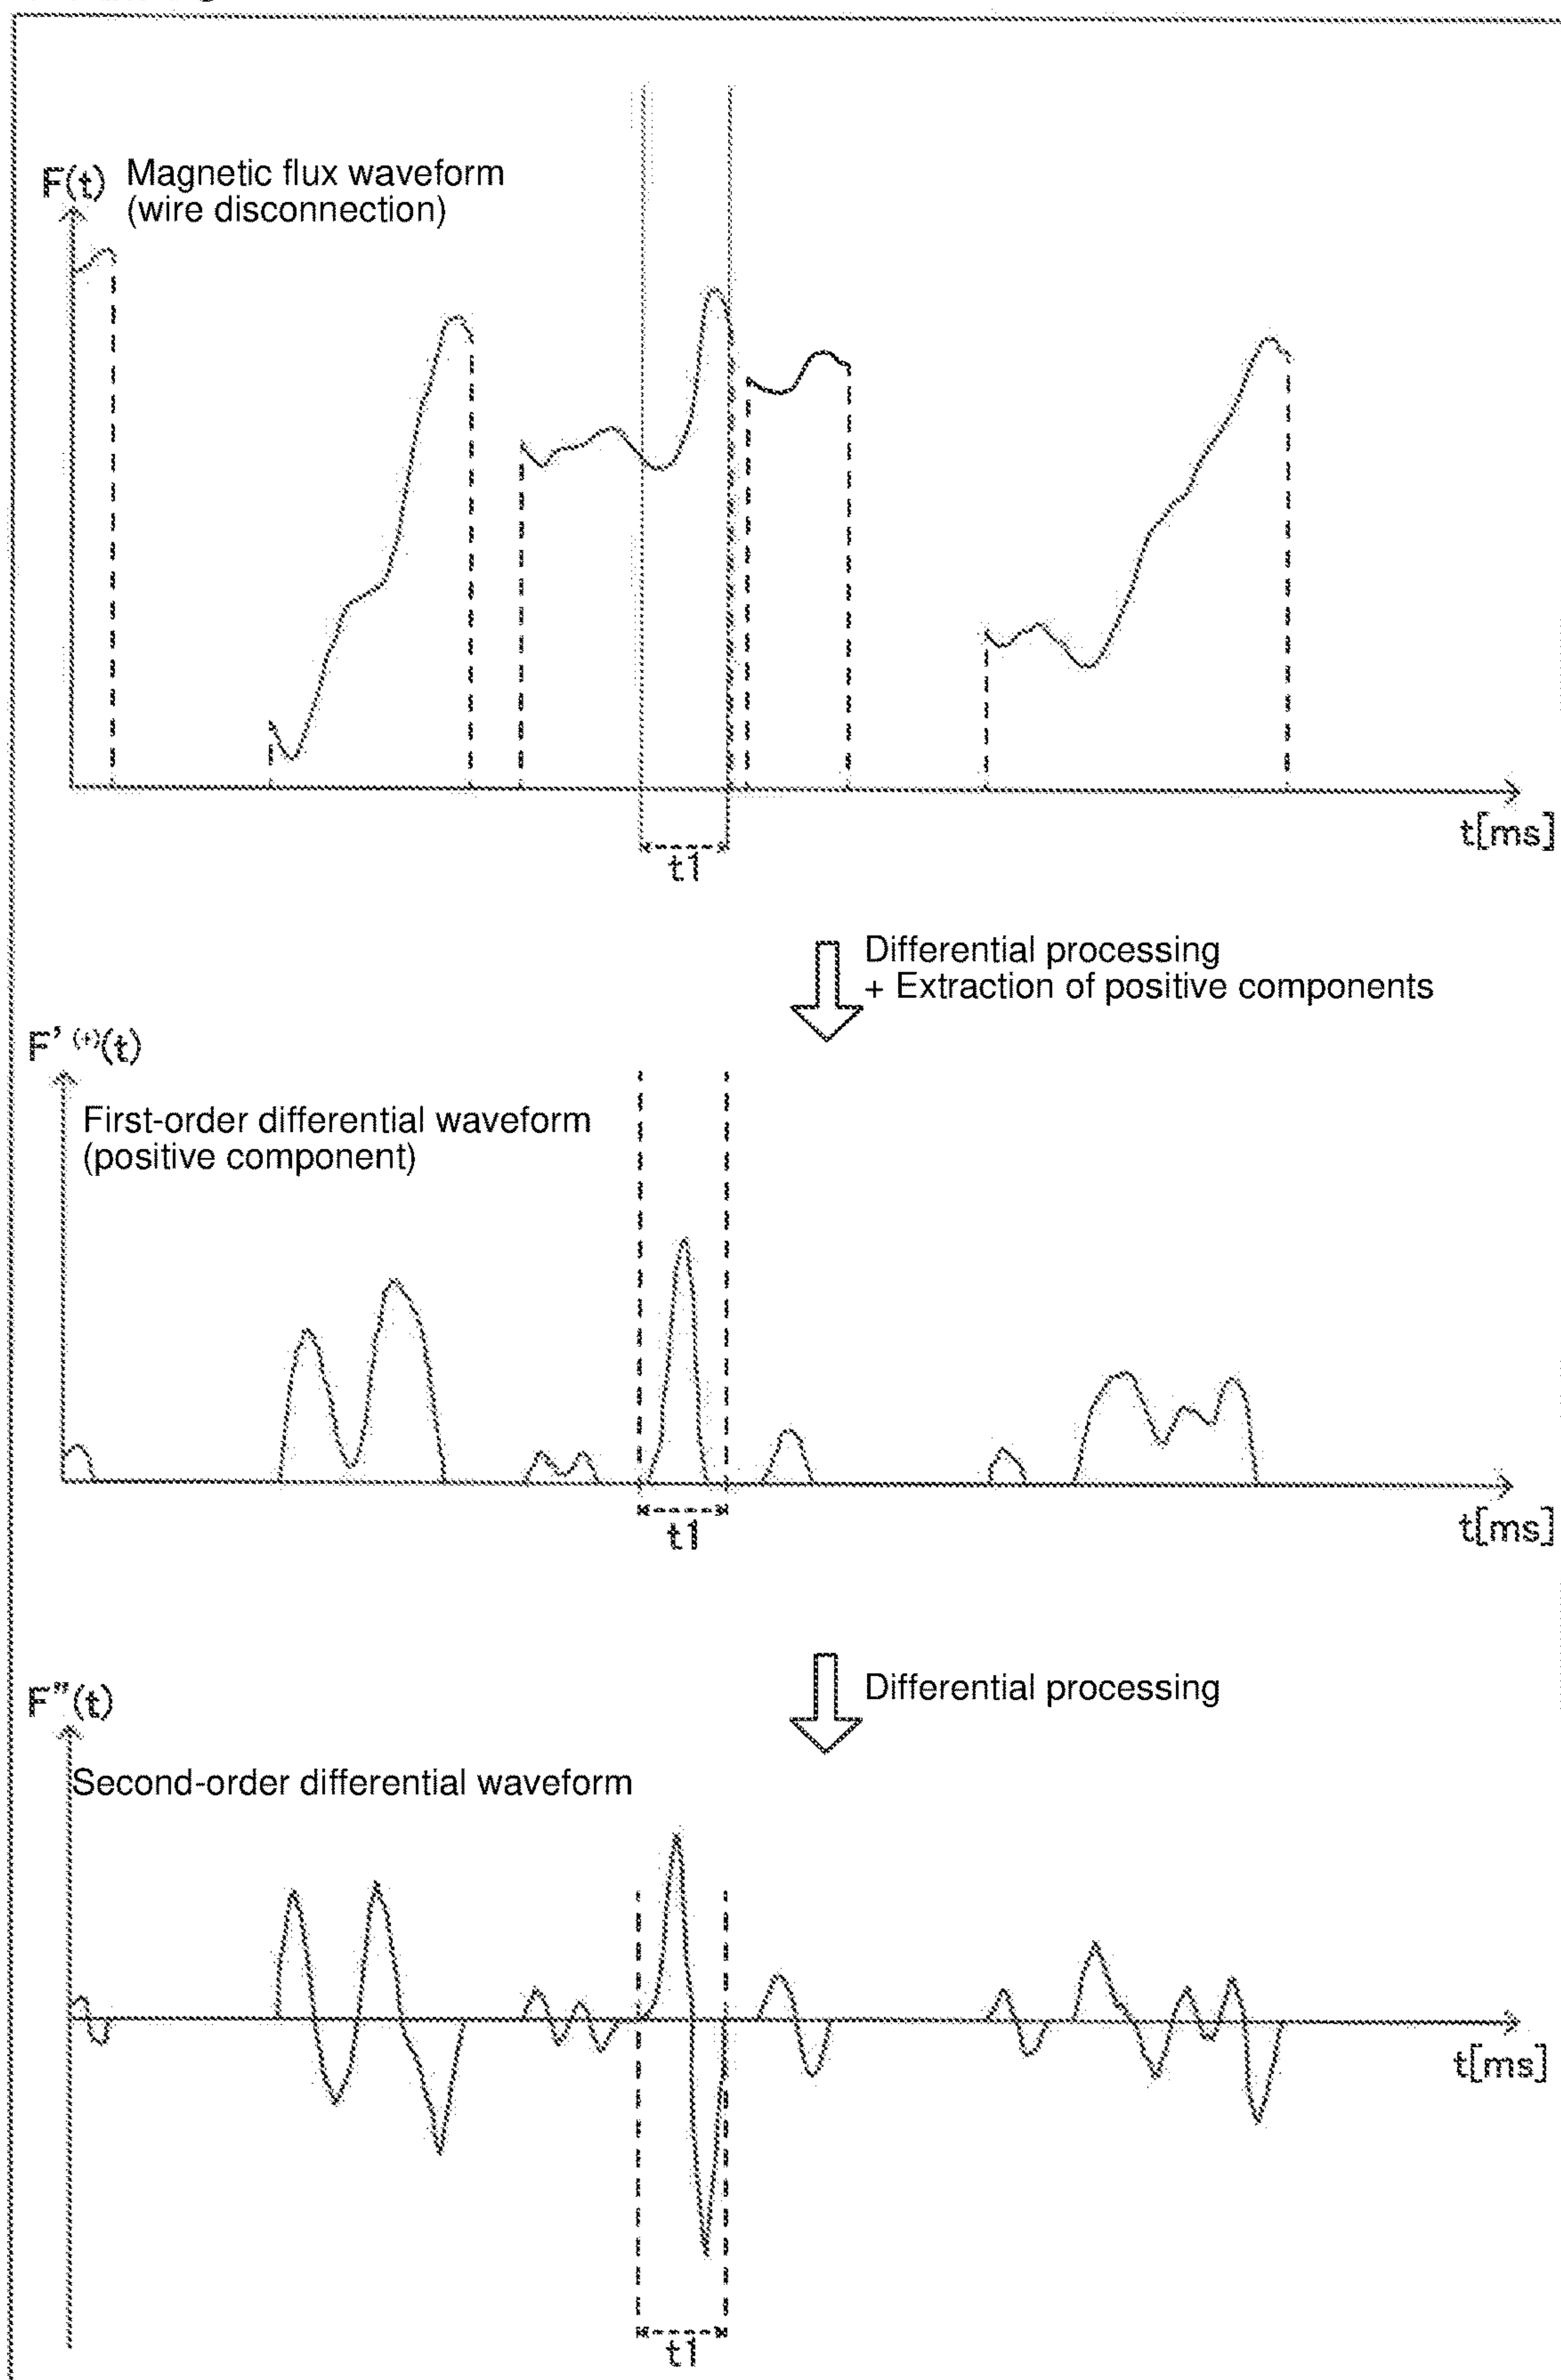 F(t)
Magnetic flux waveform
(wire disconnection)
t[ms]
t1
Differential processing
+ Extraction of positive components
F' (+)(t)
First-order differential waveform
(positive component)
t1
t[ms]
Differential processing
F"(t)
Second-order differential waveform
t[ms]
t1